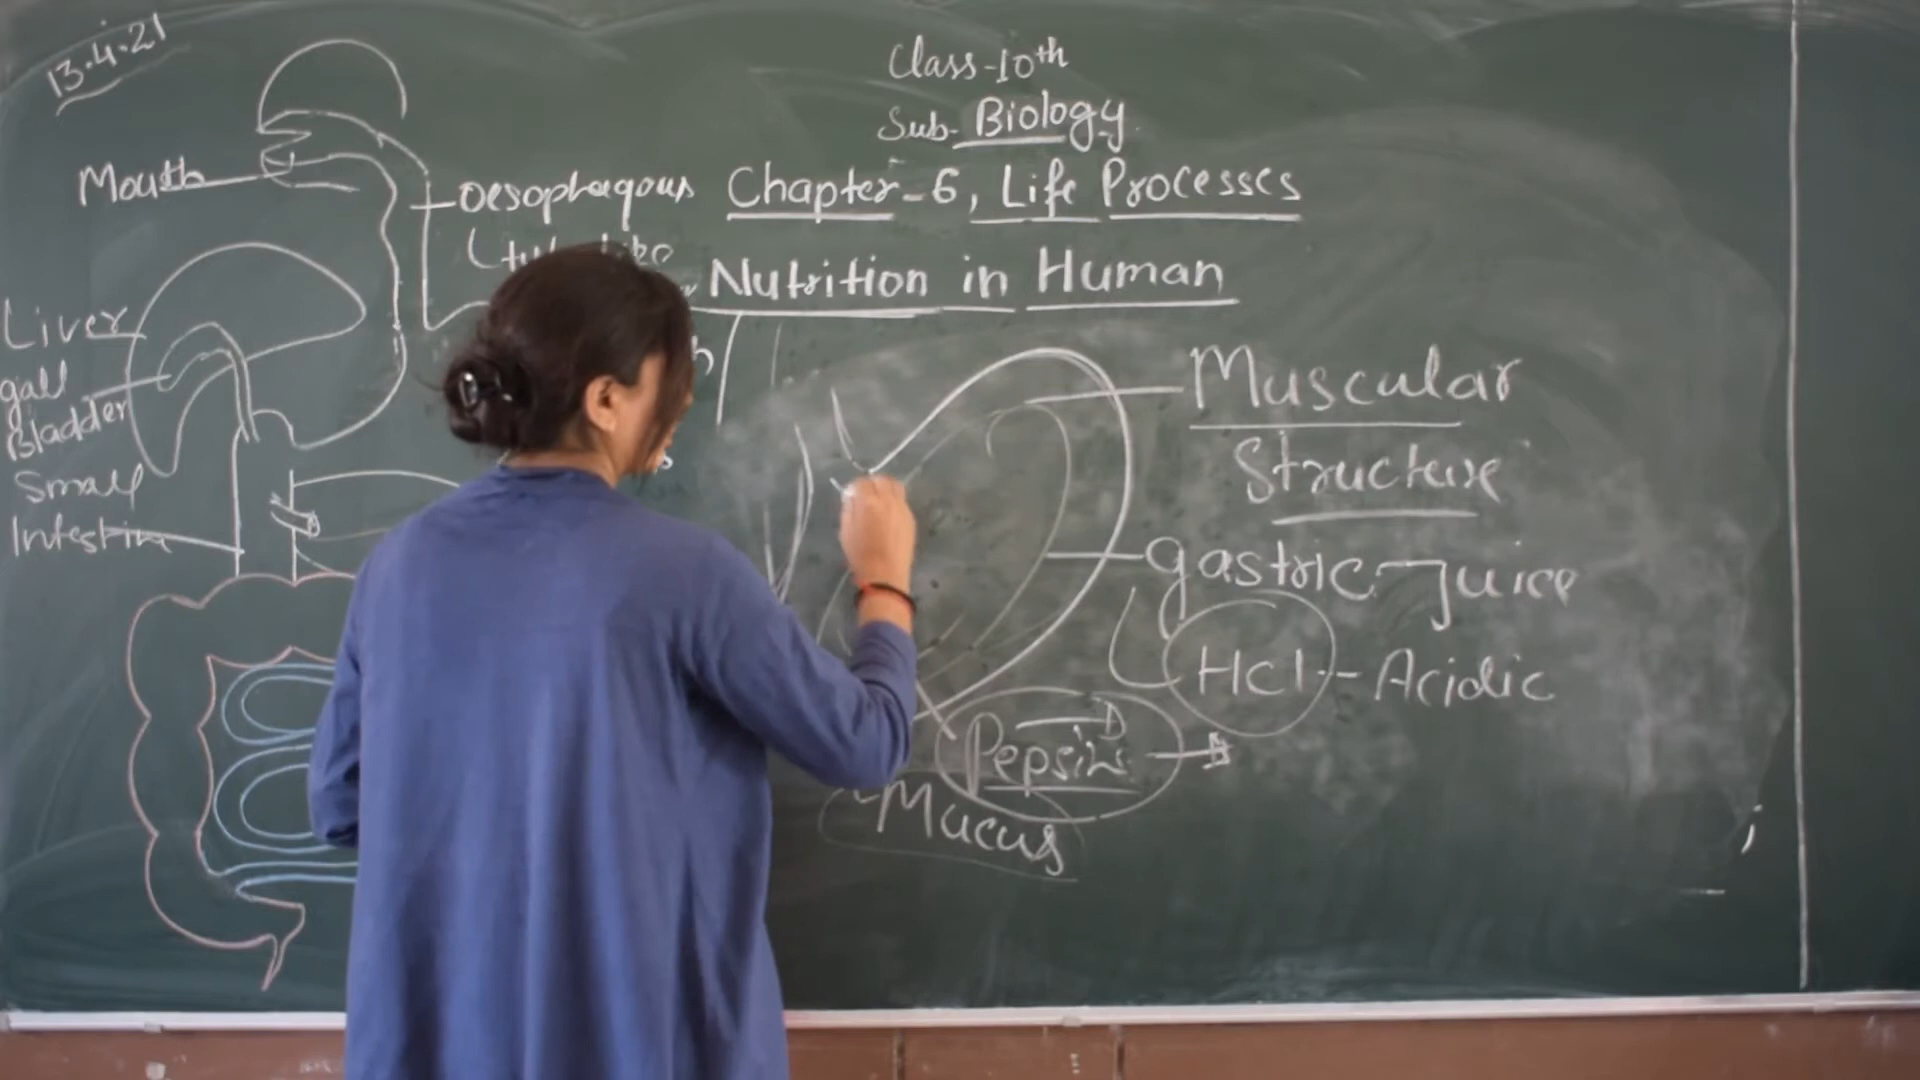 13.4.21
Class-10th
Sub-Biology
Chapter-6, Life Processes
Nutrition in Human
Mouth
Oesophagous
Liver
gall
Bladder
Small
Intestine
Muscular
Structure
gastric Juice
HCl - Acidic
Pepsin
Mucus